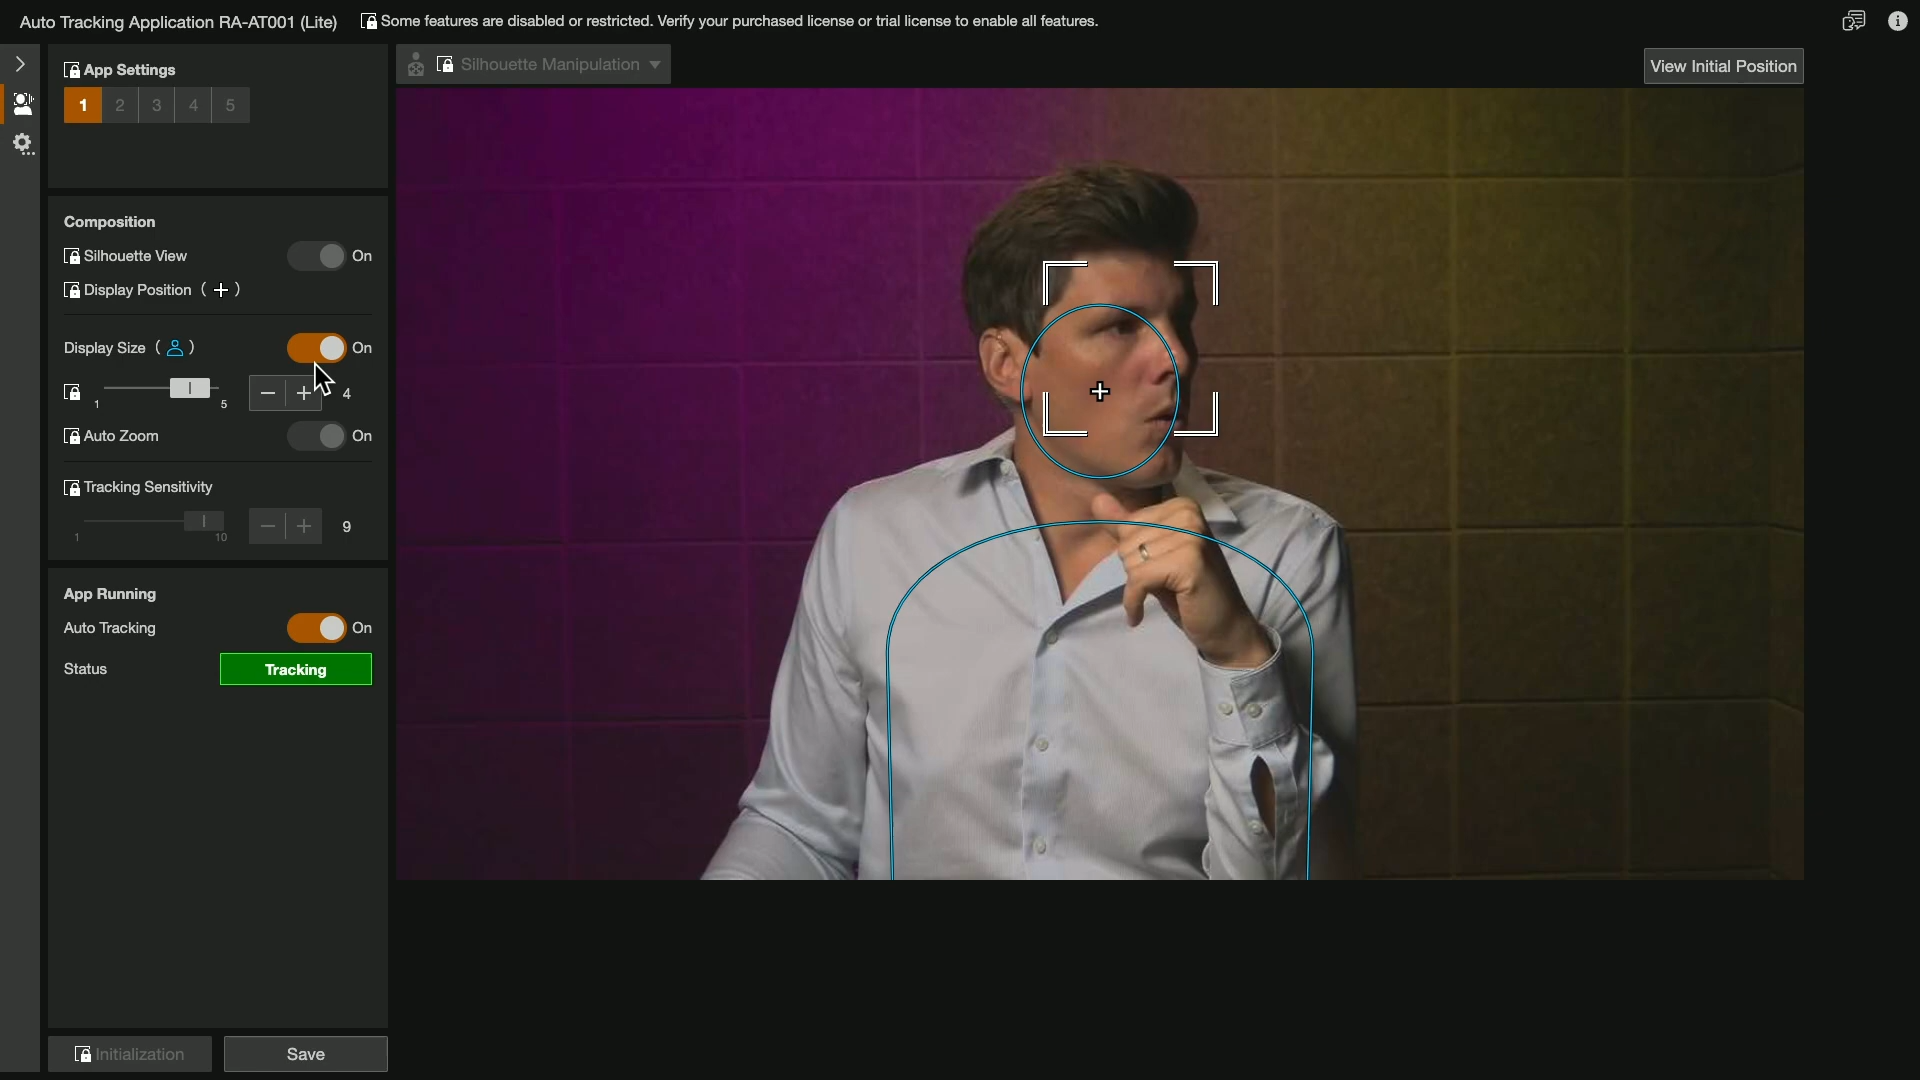 Auto Tracking Application RA-AT001 (Lite)
Some features are disabled or restricted. Verify your purchased license or trial license to enable all features.
App Settings
1 2 3 4 5
Silhouette Manipulation
View Initial Position
Composition
Silhouette View On
Display Position ( + )
Display Size ( ) On
1 5 − + 4
Auto Zoom On
Tracking Sensitivity
1 10 − + 9
App Running
Auto Tracking On
Status Tracking
Initialization Save